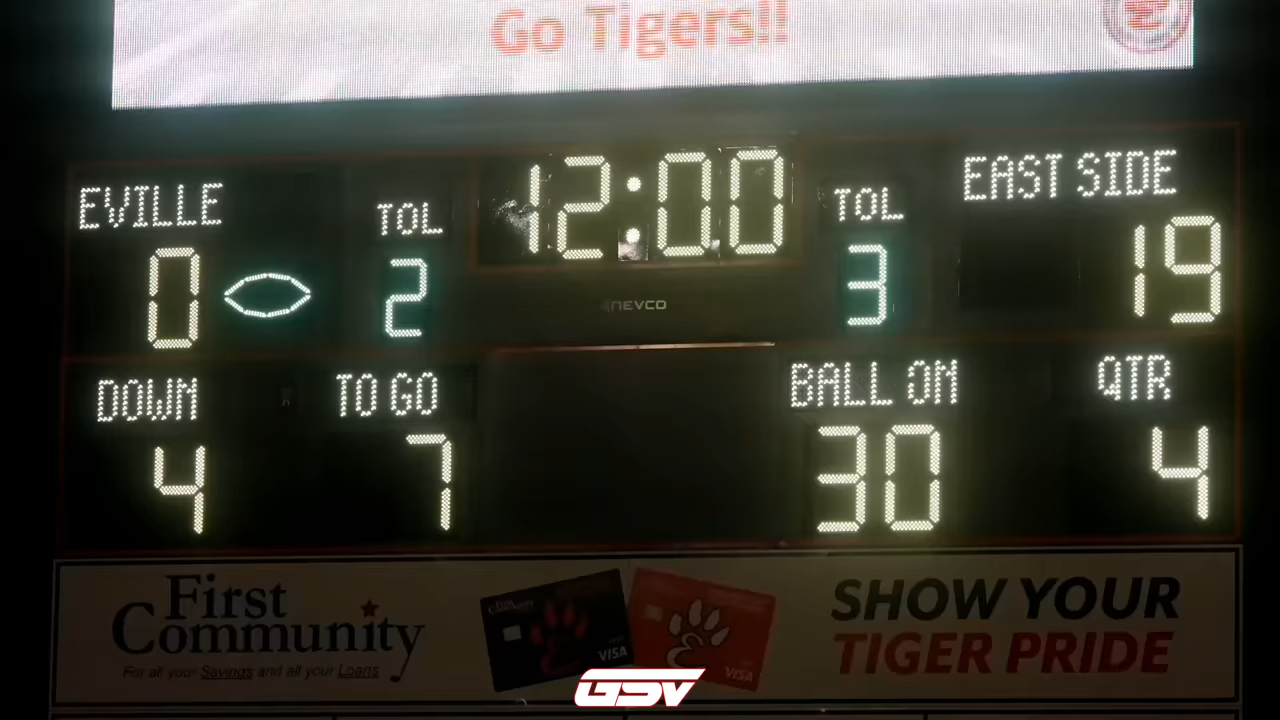 Go Tigers!!
EVILLE
TOL
12:00
TOL
EAST SIDE
0
2
3
19
NEVCO
DOWN
TO GO
BALL ON
QTR
4
7
30
4
First
Community
For all your Savings and all your Loans
VISA
VISA
SHOW YOUR
TIGER PRIDE
GSV